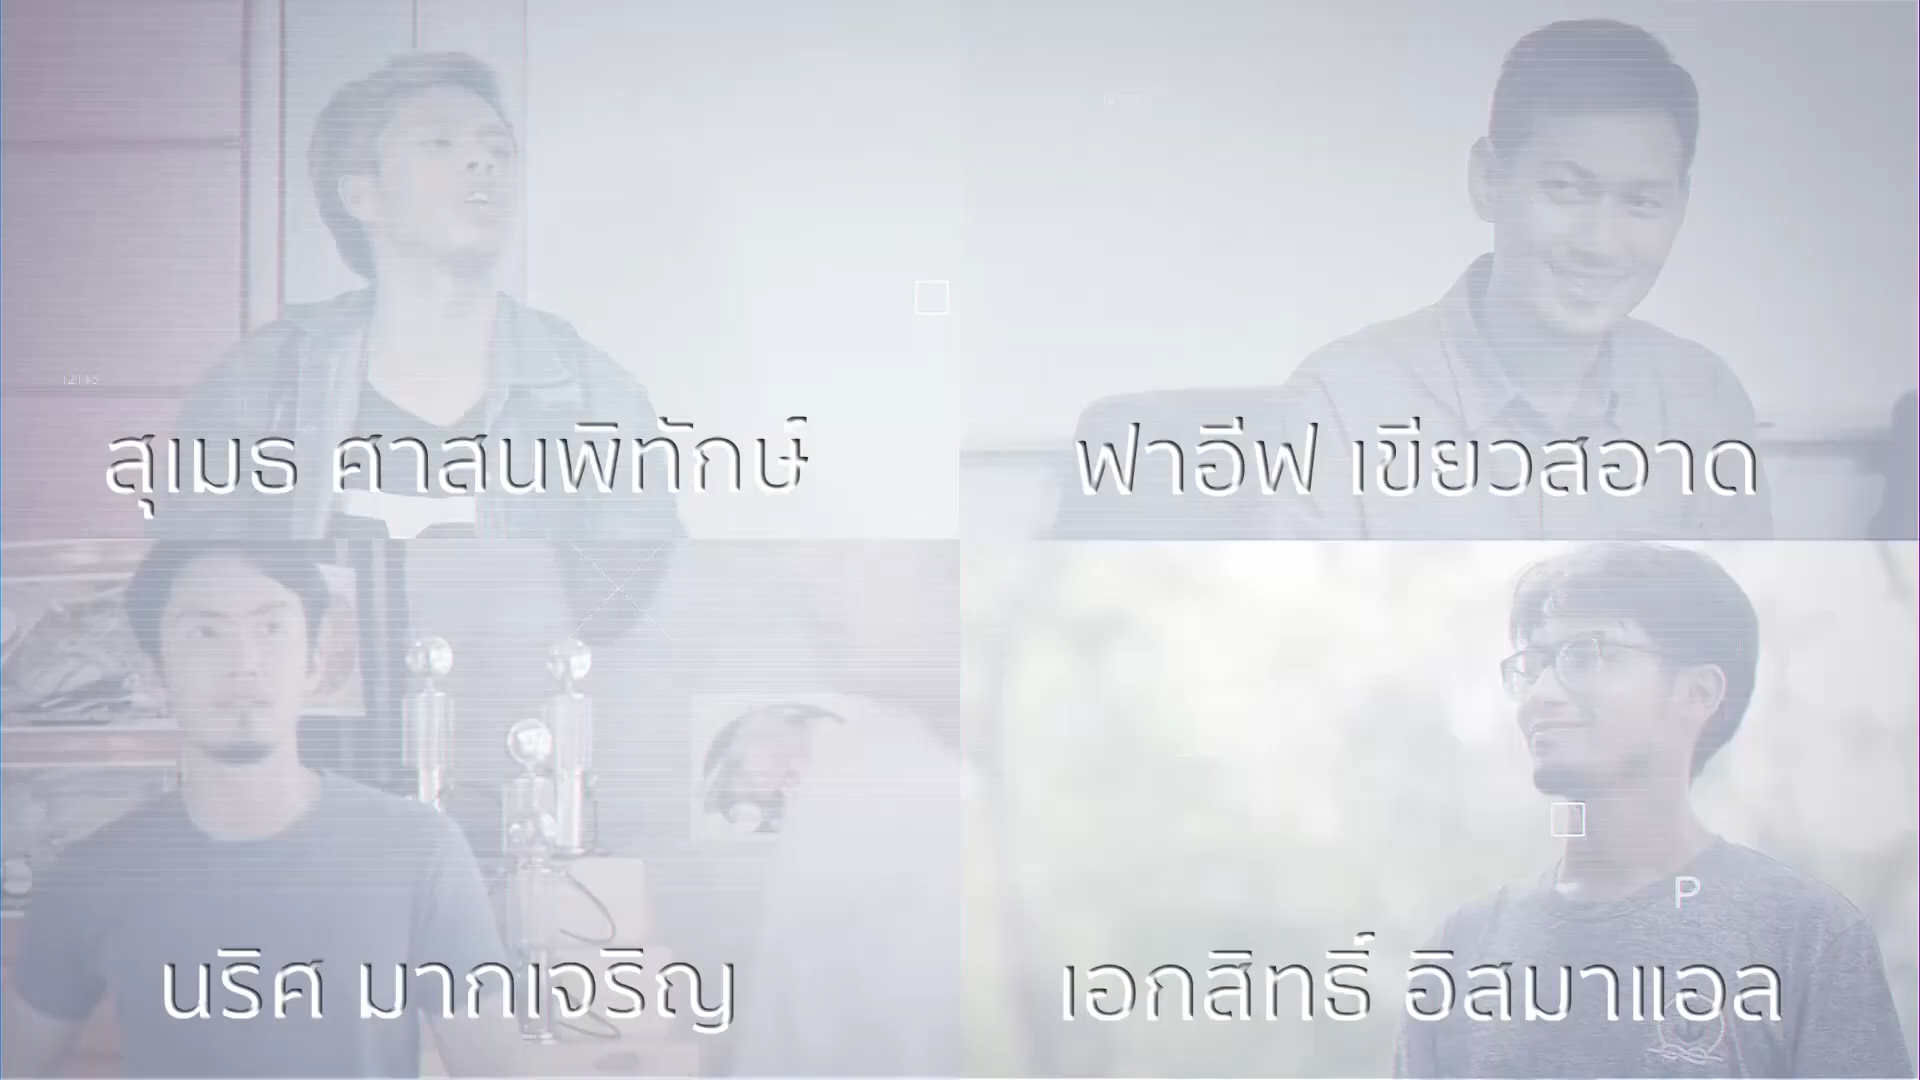 สุเมธ ศาสนพิทักษ์
ฟาอีฟ เขียวสอาด
นริศ มากเจริญ
เอกสิทธิ์ อิสมาแอล
P